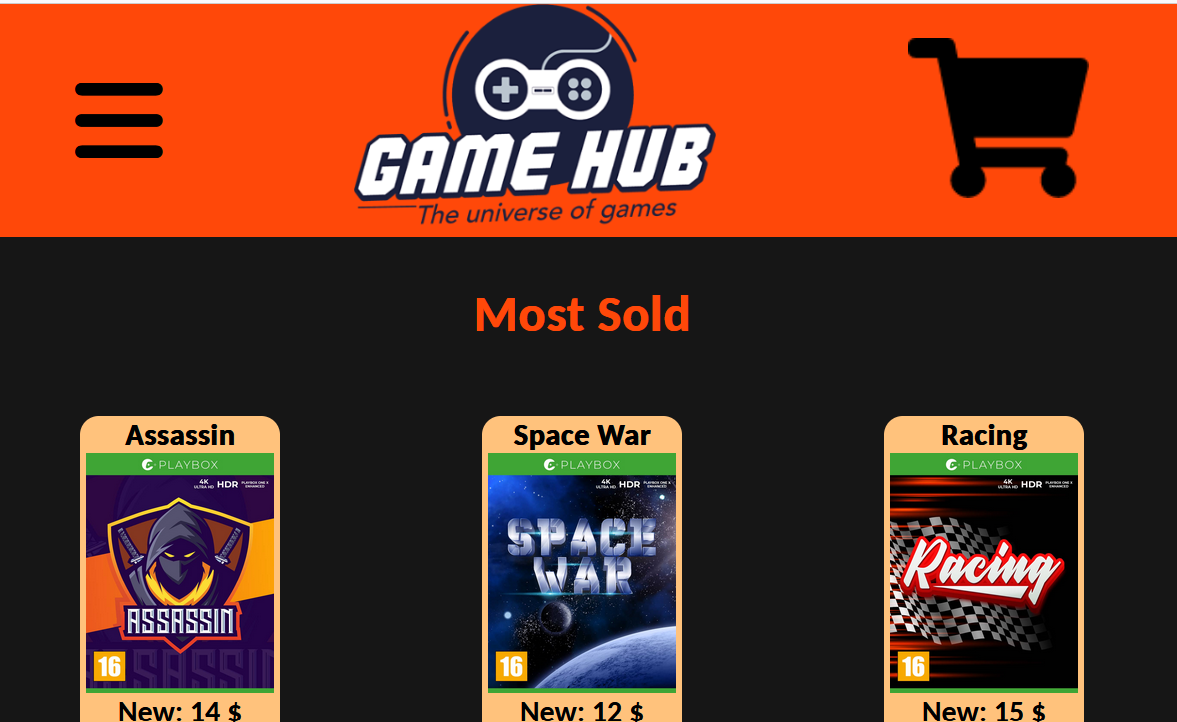 GAME HUB
The universe of games
Most Sold
Assassin
Space War
Racing
PLAYBOX
4K
ULTRA HD
HDR
PLAYBOX ONE X
ENHANCED
ASSASSIN
16
ASSASSIN
PLAYBOX
4K
ULTRA HD
HDR
PLAYBOX ONE X
ENHANCED
SPACE
WAR
16
PLAYBOX
4K
ULTRA HD
HDR
PLAYBOX ONE X
ENHANCED
Racing
16
New: 14 $
New: 12 $
New: 15 $